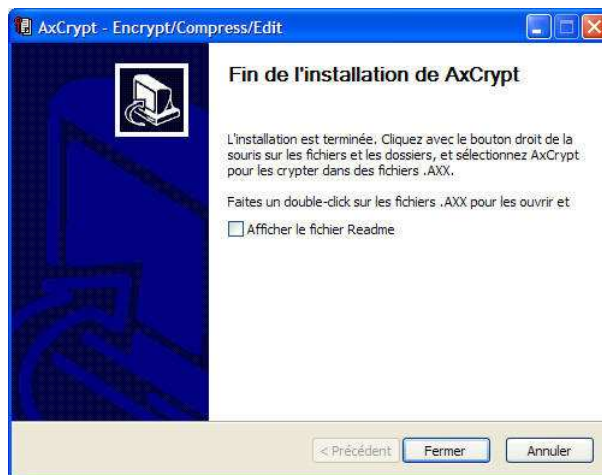 AxCrypt - Encrypt/Compress/Edit
Fin de l'installation de AxCrypt
L'installation est terminée. Cliquez avec le bouton droit de la
souris sur les fichiers et les dossiers, et sélectionnez AxCrypt
pour les crypter dans des fichiers .AXX.
Faites un double-click sur les fichiers .AXX pour les ouvrir et
Afficher le fichier Readme
< Précédent Fermer Annuler